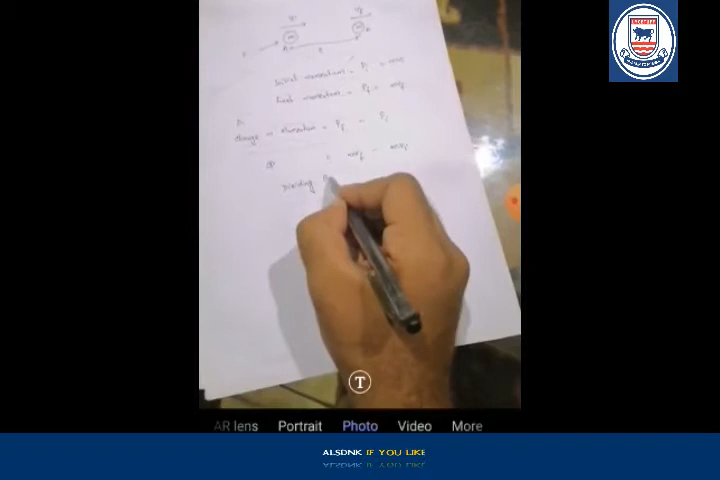 Initial momentum = Pi = mvi
Final momentum = Pf = mvf
Change in momentum = Pf - Pi
= mvf - mvi
Dividing
T
AR lens Portrait Photo Video More
ALSDNK IF YOU LIKE